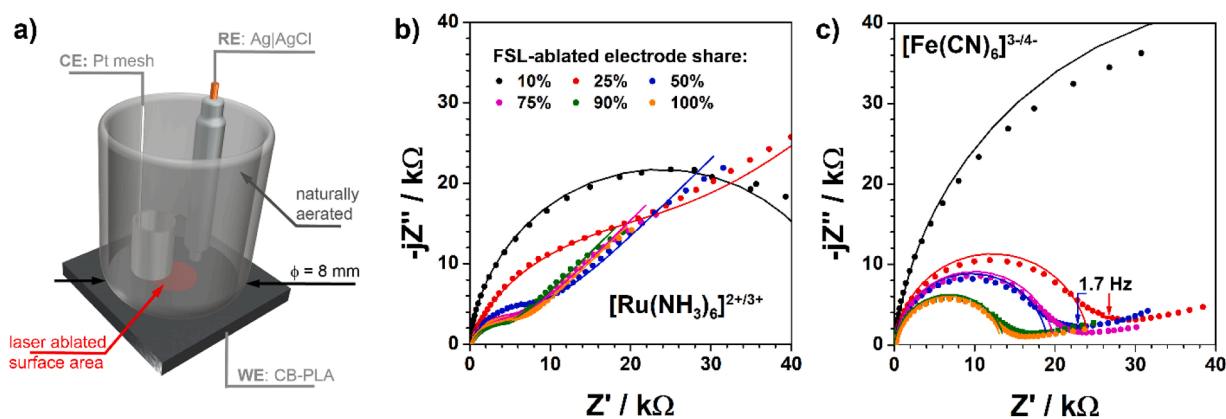 a)
RE: Ag|AgCl
CE: Pt mesh
naturally
aerated
ϕ = 8 mm
laser ablated
surface area
WE: CB-PLA
b)
FSL-ablated electrode share:
10% 25% 50%
75% 90% 100%
[Ru(NH3)6]2+/3+
-jZ'' / kΩ
40
30
20
10
0
0 10 20 30 40
Z' / kΩ
c)
[Fe(CN)6]3-/4-
1.7 Hz
-jZ'' / kΩ
40
30
20
10
0
0 10 20 30 40
Z' / kΩ